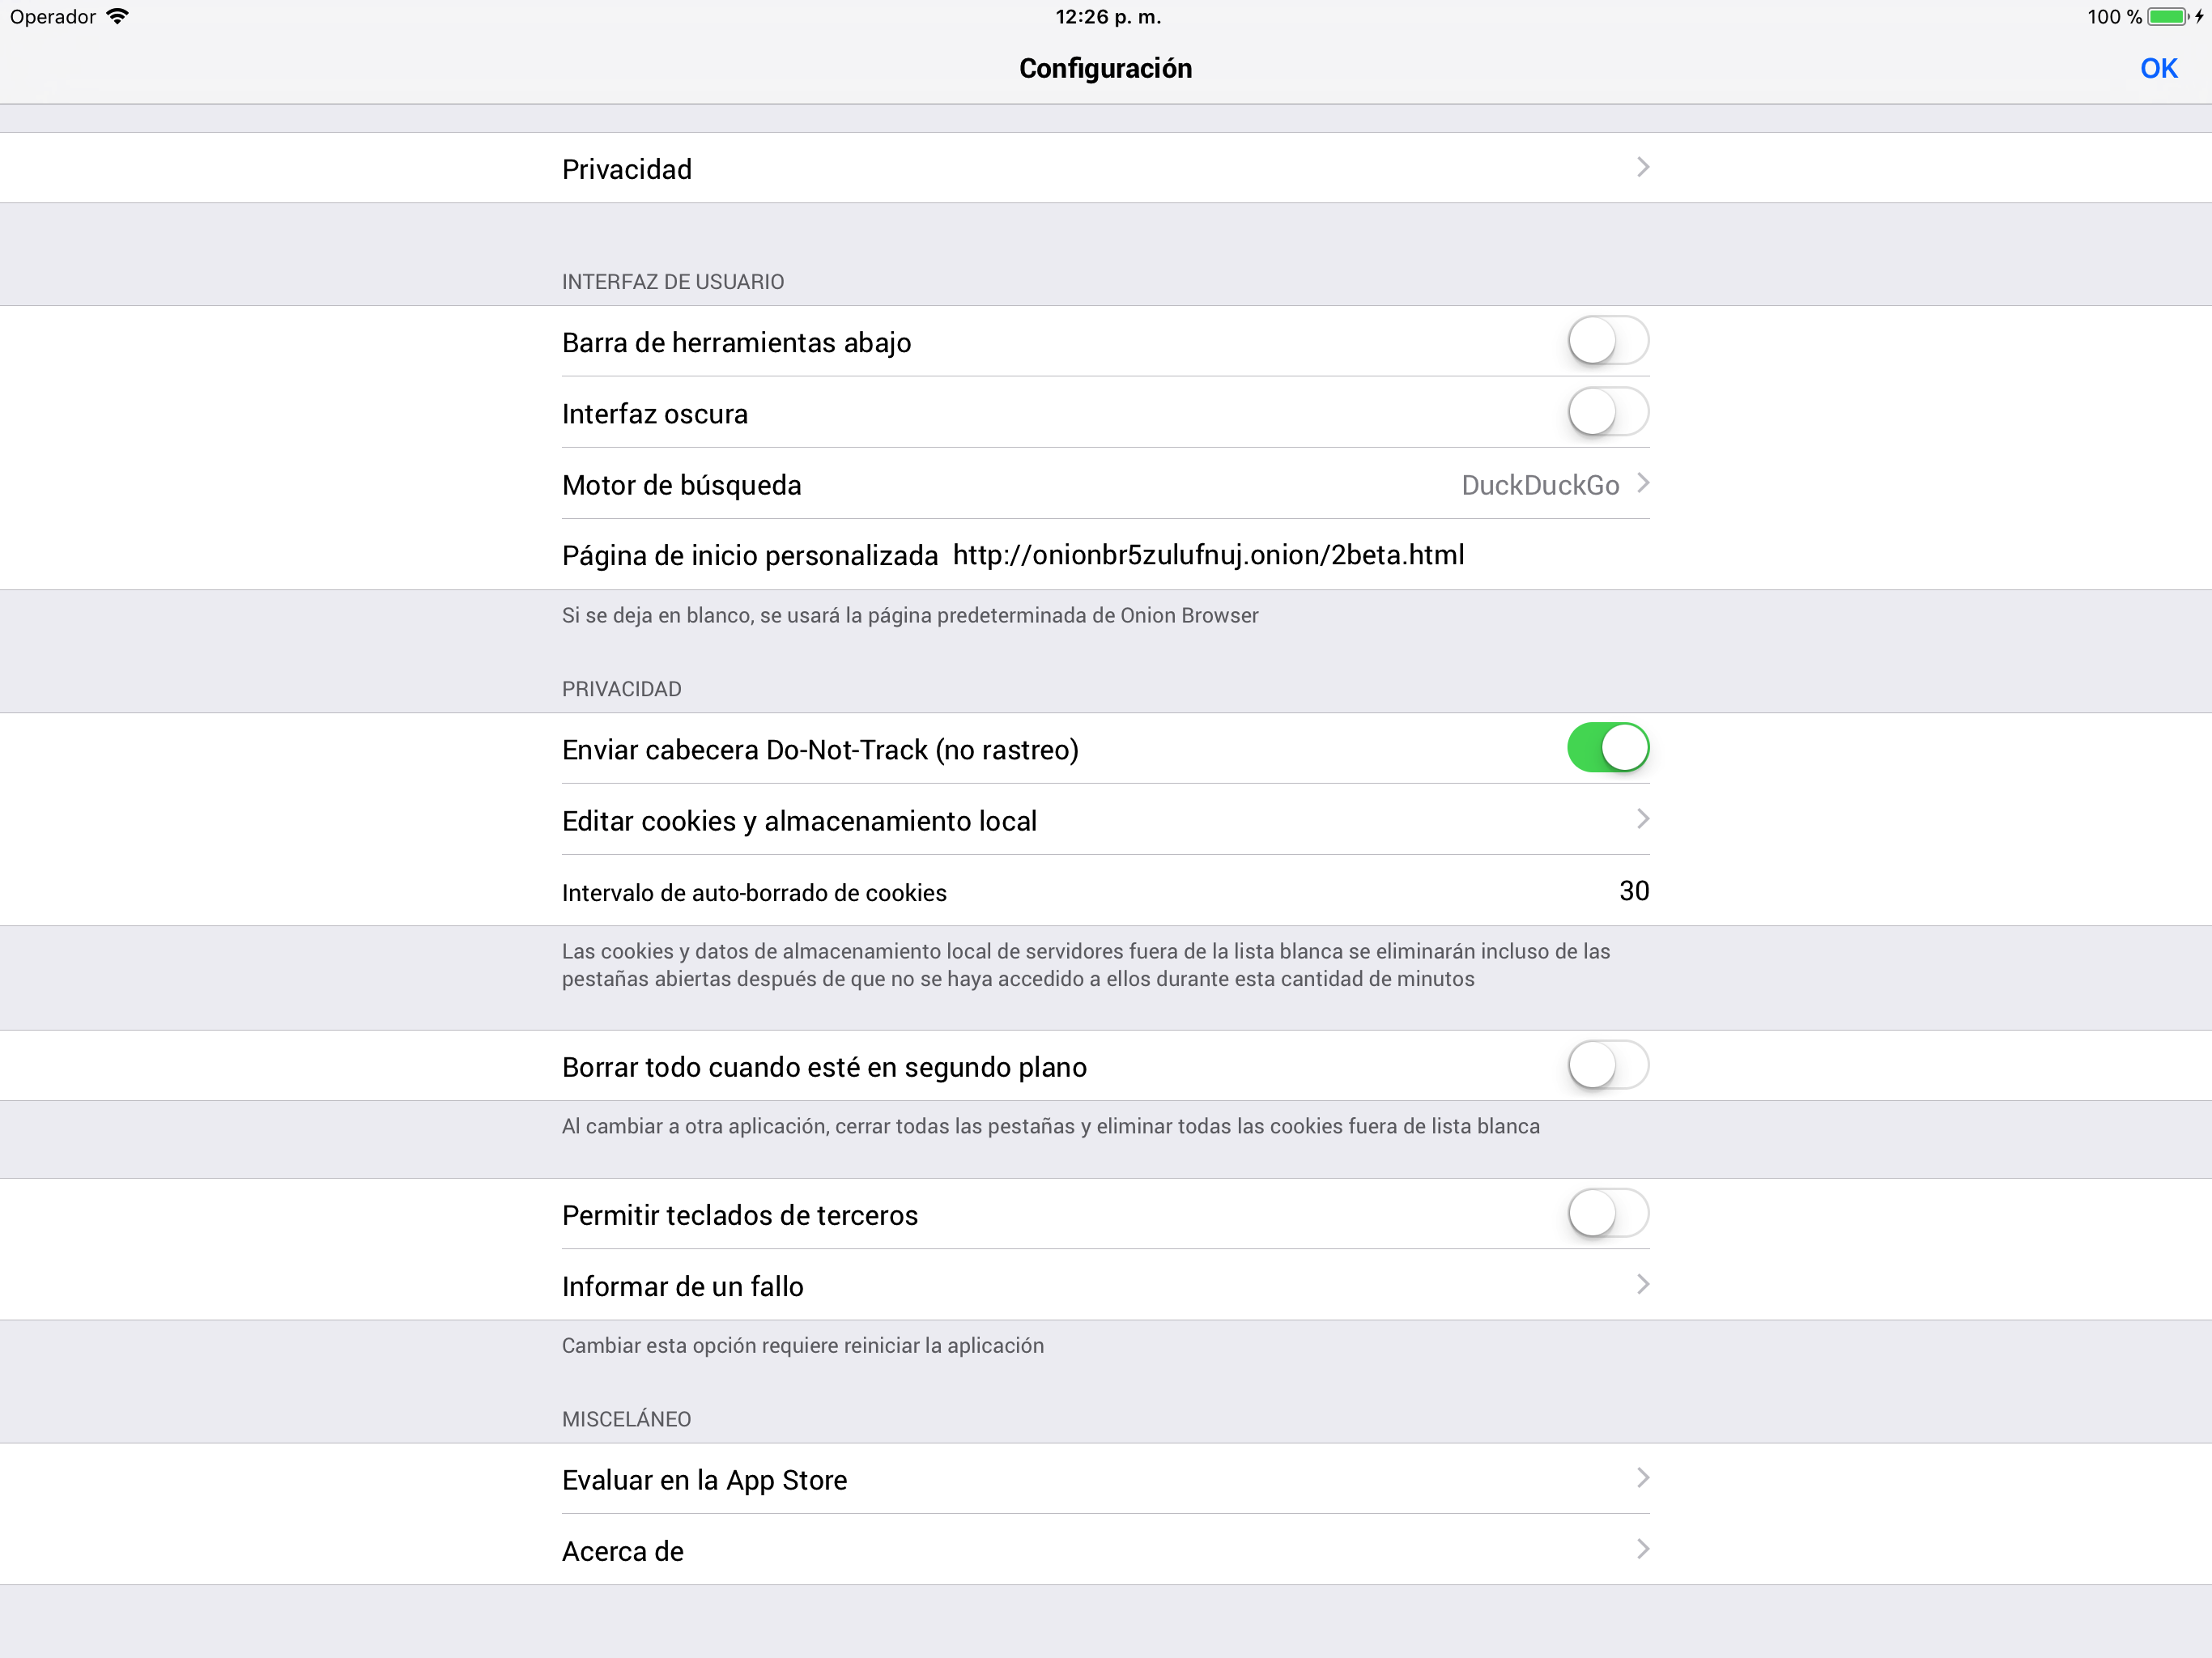 Operador
12:26 p. m.
100 %
Configuración
OK
Privacidad
INTERFAZ DE USUARIO
Barra de herramientas abajo
Interfaz oscura
Motor de búsqueda DuckDuckGo
Página de inicio personalizada http://onionbr5zulufnuj.onion/2beta.html
Si se deja en blanco, se usará la página predeterminada de Onion Browser
PRIVACIDAD
Enviar cabecera Do-Not-Track (no rastreo)
Editar cookies y almacenamiento local
Intervalo de auto-borrado de cookies 30
Las cookies y datos de almacenamiento local de servidores fuera de la lista blanca se eliminarán incluso de las
pestañas abiertas después de que no se haya accedido a ellos durante esta cantidad de minutos
Borrar todo cuando esté en segundo plano
Al cambiar a otra aplicación, cerrar todas las pestañas y eliminar todas las cookies fuera de lista blanca
Permitir teclados de terceros
Informar de un fallo
Cambiar esta opción requiere reiniciar la aplicación
MISCELÁNEO
Evaluar en la App Store
Acerca de